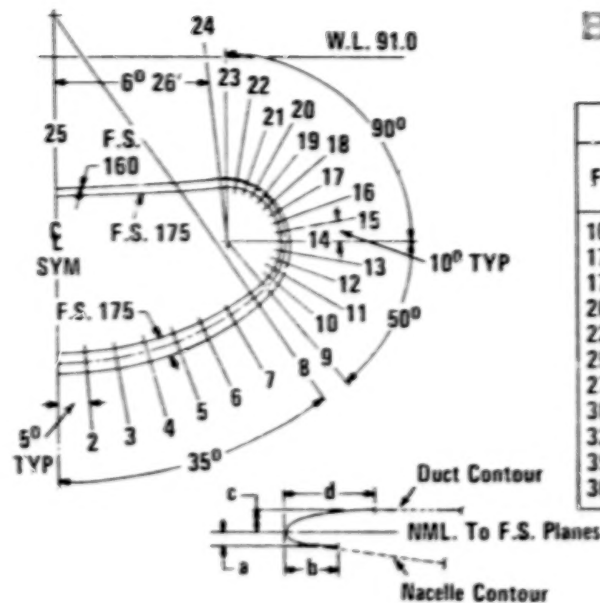 24
W.L. 91.0
6° 26'
23
22
21
20
90°
25
F.S.
160
19
18
17
16
15
F.S. 175
14
10° TYP
13
℄
SYM
12
11
F.S. 175
10
50°
9
8
7
6
5
4
3
2
5°
TYP
35°
d
c
Duct Contour
NML. To F.S. Planes
a
b
Nacelle Contour
F